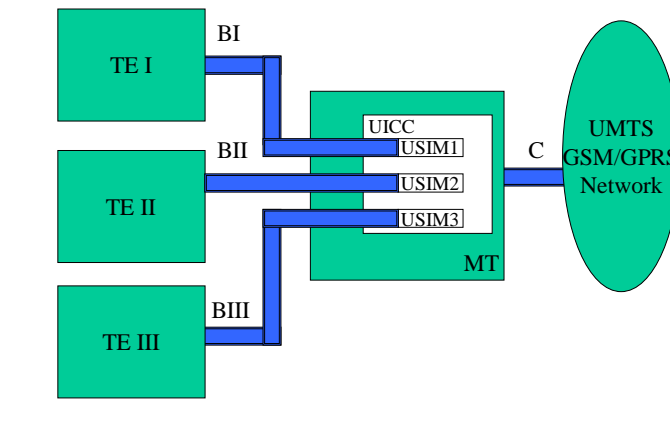 BI
TE I
UICC
USIM1
BII
USIM2
TE II
USIM3
MT
C
UMTS
GSM/GPRS
Network
BIII
TE III